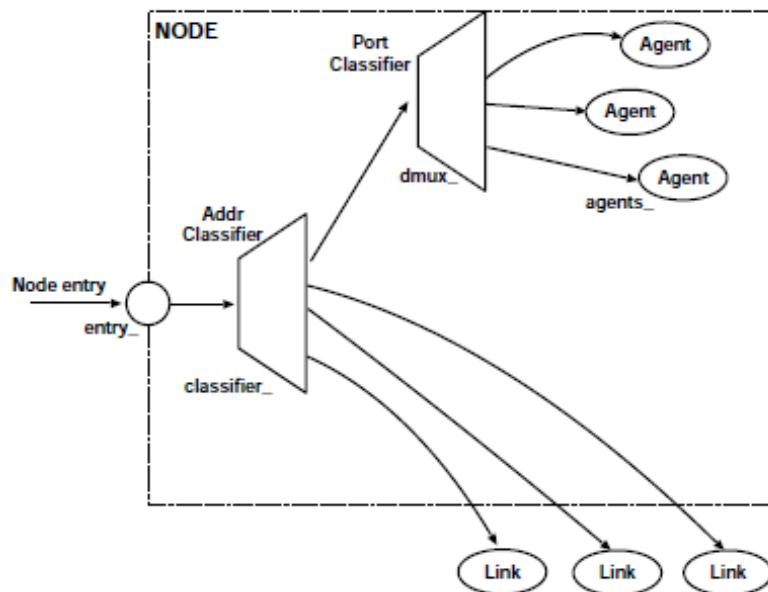 NODE
Port
Classifier
Agent
Agent
Agent
dmux_
agents_
Addr
Classifier
Node entry
entry_
classifier_
Link
Link
Link